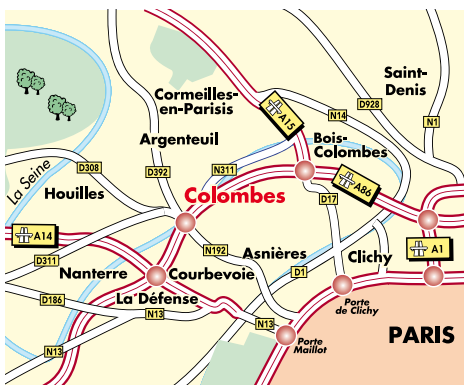 Saint-
Denis
Cormeilles-
en-Parisis
D928
N14
N1
A15
Argenteuil
Bois-
Colombes
D308
D392
N311
La Seine
Houilles
A86
D17
Colombes
A14
N192
Asnières
A1
D311
Nanterre
Courbevoie
D1
Clichy
D186
La Défense
Porte
de Clichy
N13
N13
PARIS
Porte
Maillot
N13